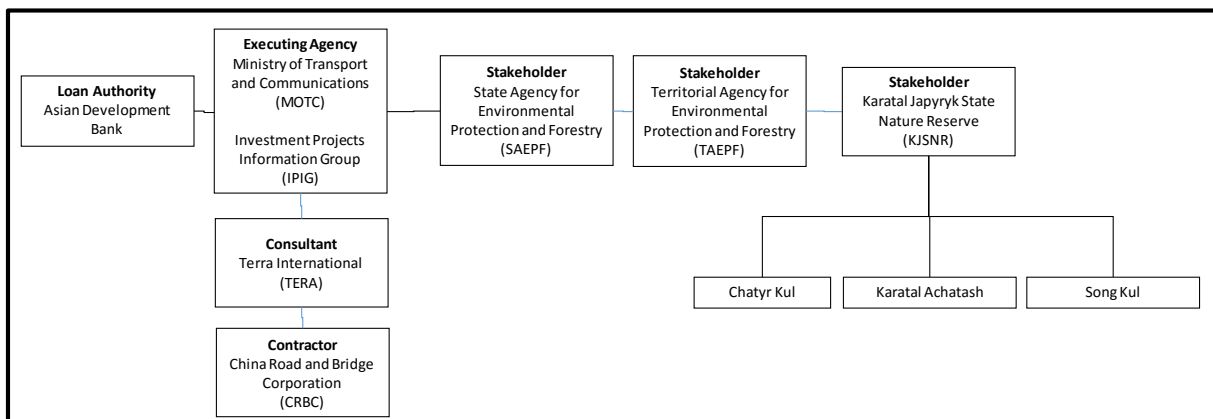 Loan Authority
Asian Development
Bank
Executing Agency
Ministry of Transport
and Communications
(MOTC)
Investment Projects
Information Group
(IPIG)
Stakeholder
State Agency for
Environmental
Protection and Forestry
(SAEPF)
Stakeholder
Territorial Agency for
Environmental
Protection and Forestry
(TAEPF)
Stakeholder
Karatal Japyryk State
Nature Reserve
(KJSNR)
Consultant
Terra International
(TERA)
Contractor
China Road and Bridge
Corporation
(CRBC)
Chatyr Kul
Karatal Achatash
Song Kul